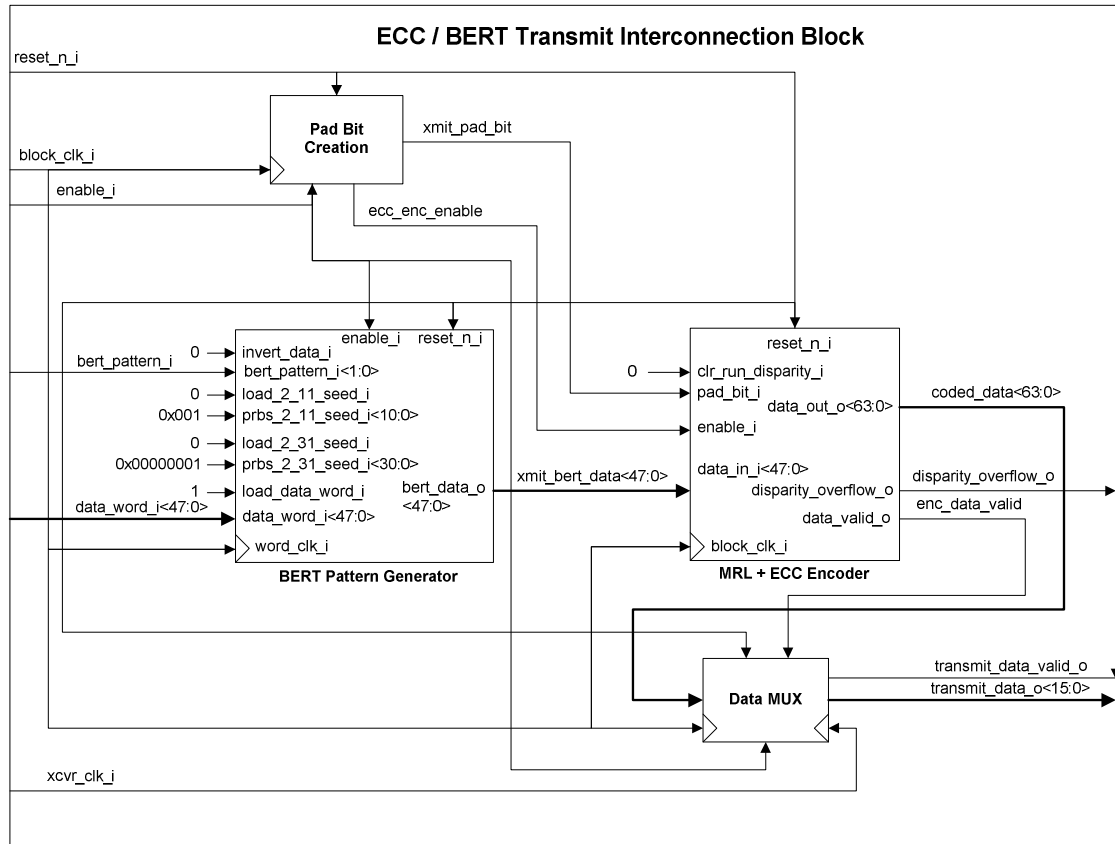 ECC / BERT Transmit Interconnection Block
reset_n_i
Pad Bit
Creation
xmit_pad_bit
block_clk_i
enable_i
ecc_enc_enable
enable_i
reset_n_i
0
invert_data_i
bert_pattern_i
bert_pattern_i<1:0>
0
load_2_11_seed_i
0x001
prbs_2_11_seed_i<10:0>
0
load_2_31_seed_i
0x00000001
prbs_2_31_seed_i<30:0>
1
load_data_word_i
data_word_i<47:0>
data_word_i<47:0>
bert_data_o
<47:0>
word_clk_i
BERT Pattern Generator
xmit_bert_data<47:0>
reset_n_i
0
clr_run_disparity_i
pad_bit_i
data_out_o<63:0>
enable_i
data_in_i<47:0>
disparity_overflow_o
data_valid_o
block_clk_i
MRL + ECC Encoder
coded_data<63:0>
disparity_overflow_o
enc_data_valid
Data MUX
transmit_data_valid_o
transmit_data_o<15:0>
xcvr_clk_i